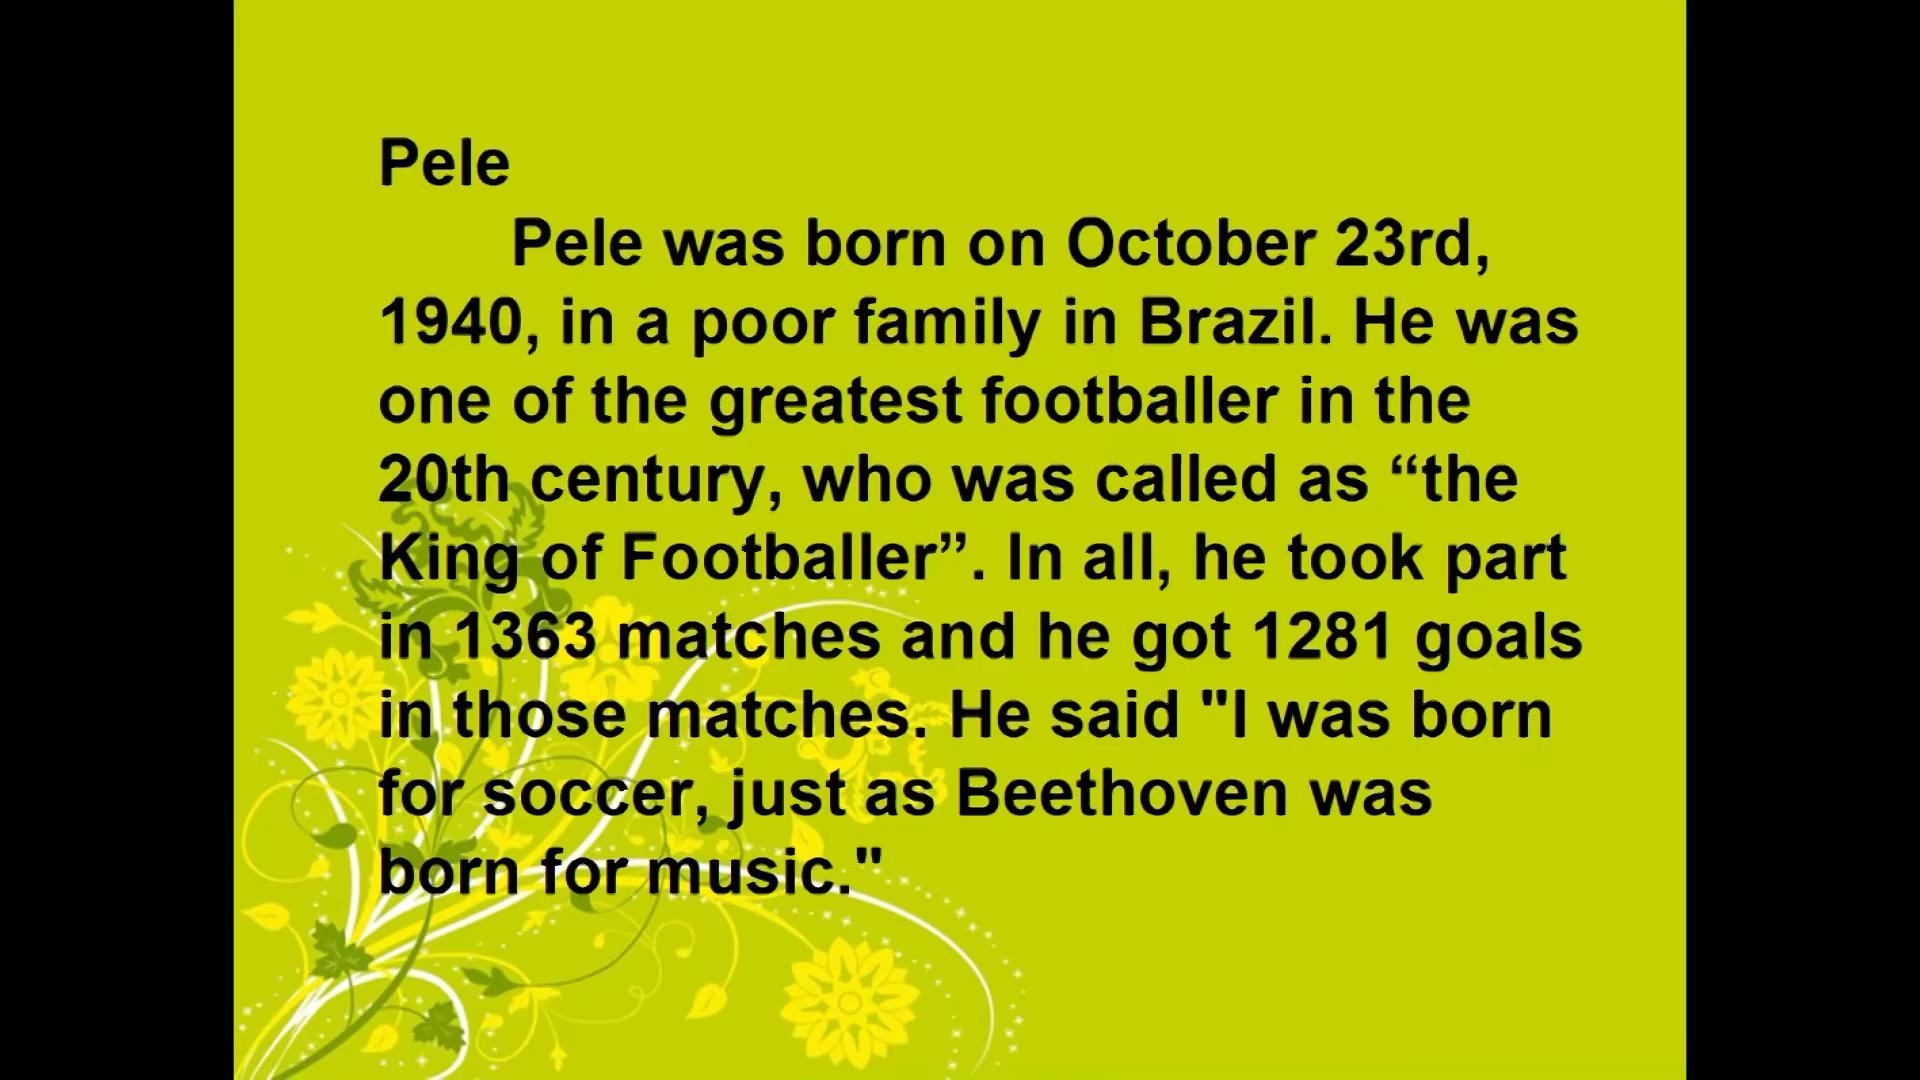 Pele
Pele was born on October 23rd,
1940, in a poor family in Brazil. He was
one of the greatest footballer in the
20th century, who was called as “the
King of Footballer”. In all, he took part
in 1363 matches and he got 1281 goals
in those matches. He said "I was born
for soccer, just as Beethoven was
born for music."